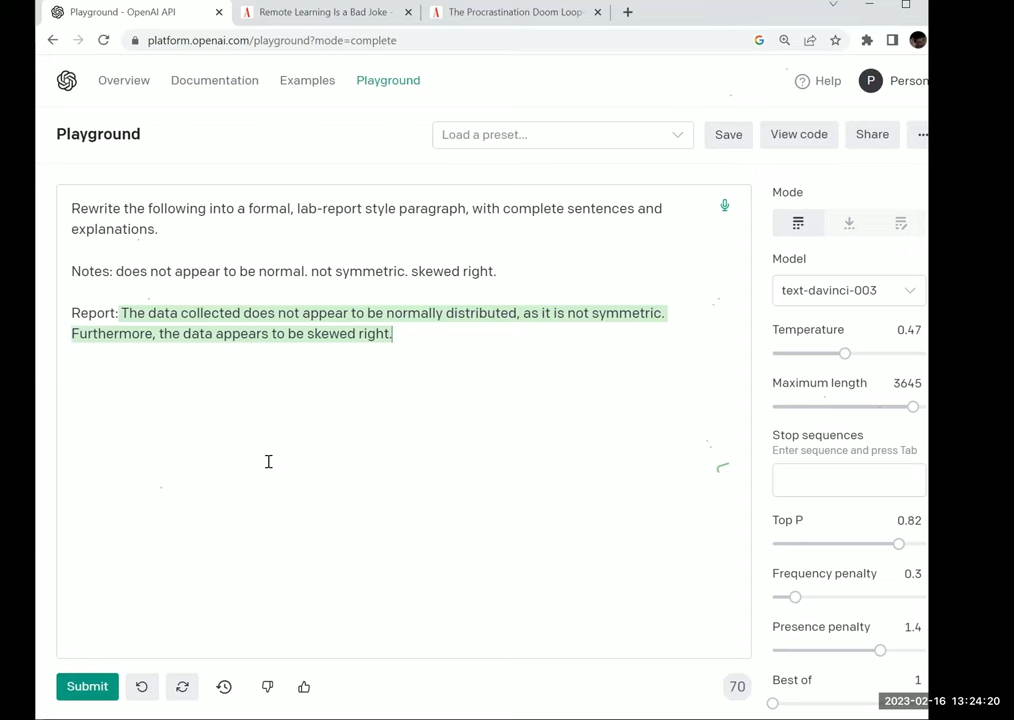 Playground - OpenAI API
Remote Learning Is a Bad Joke -
The Procrastination Doom Loop-
platform.openai.com/playground?mode=complete
Overview Documentation Examples Playground
Help P Person
Playground
Load a preset...
Save View code Share ...
Rewrite the following into a formal, lab-report style paragraph, with complete sentences and
explanations.
Notes: does not appear to be normal. not symmetric. skewed right.
Report: The data collected does not appear to be normally distributed, as it is not symmetric.
Furthermore, the data appears to be skewed right.
Submit
70
Mode
Model
text-davinci-003
Temperature 0.47
Maximum length 3645
Stop sequences
Enter sequence and press Tab
Top P 0.82
Frequency penalty 0.3
Presence penalty 1.4
Best of 1
2023-02-16 13:24:20